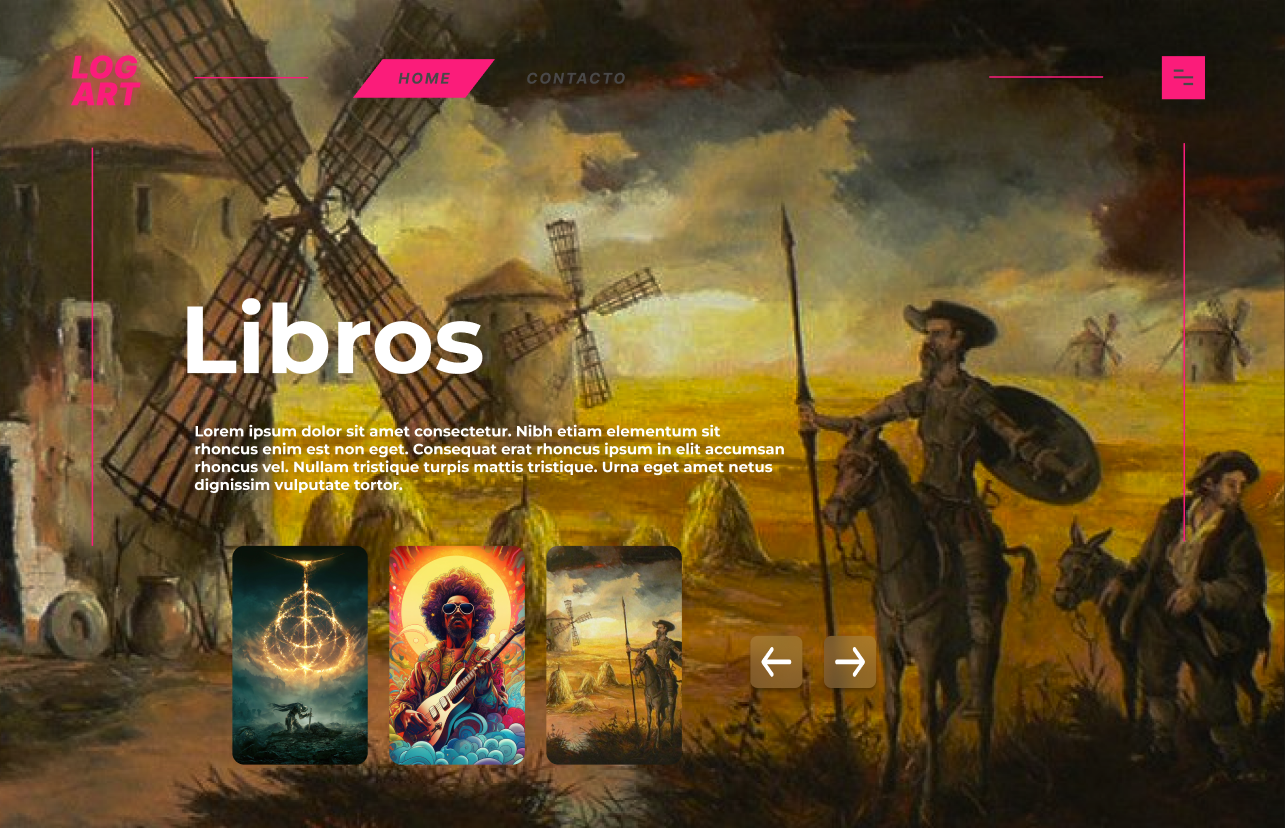 LOG
ART
HOME
CONTACTO
Libros
Lorem ipsum dolor sit amet consectetur. Nibh etiam elementum sit
rhoncus enim est non eget. Consequat erat rhoncus ipsum in elit accumsan
rhoncus vel. Nullam tristique turpis mattis tristique. Urna eget amet netus
dignissim vulputate tortor.